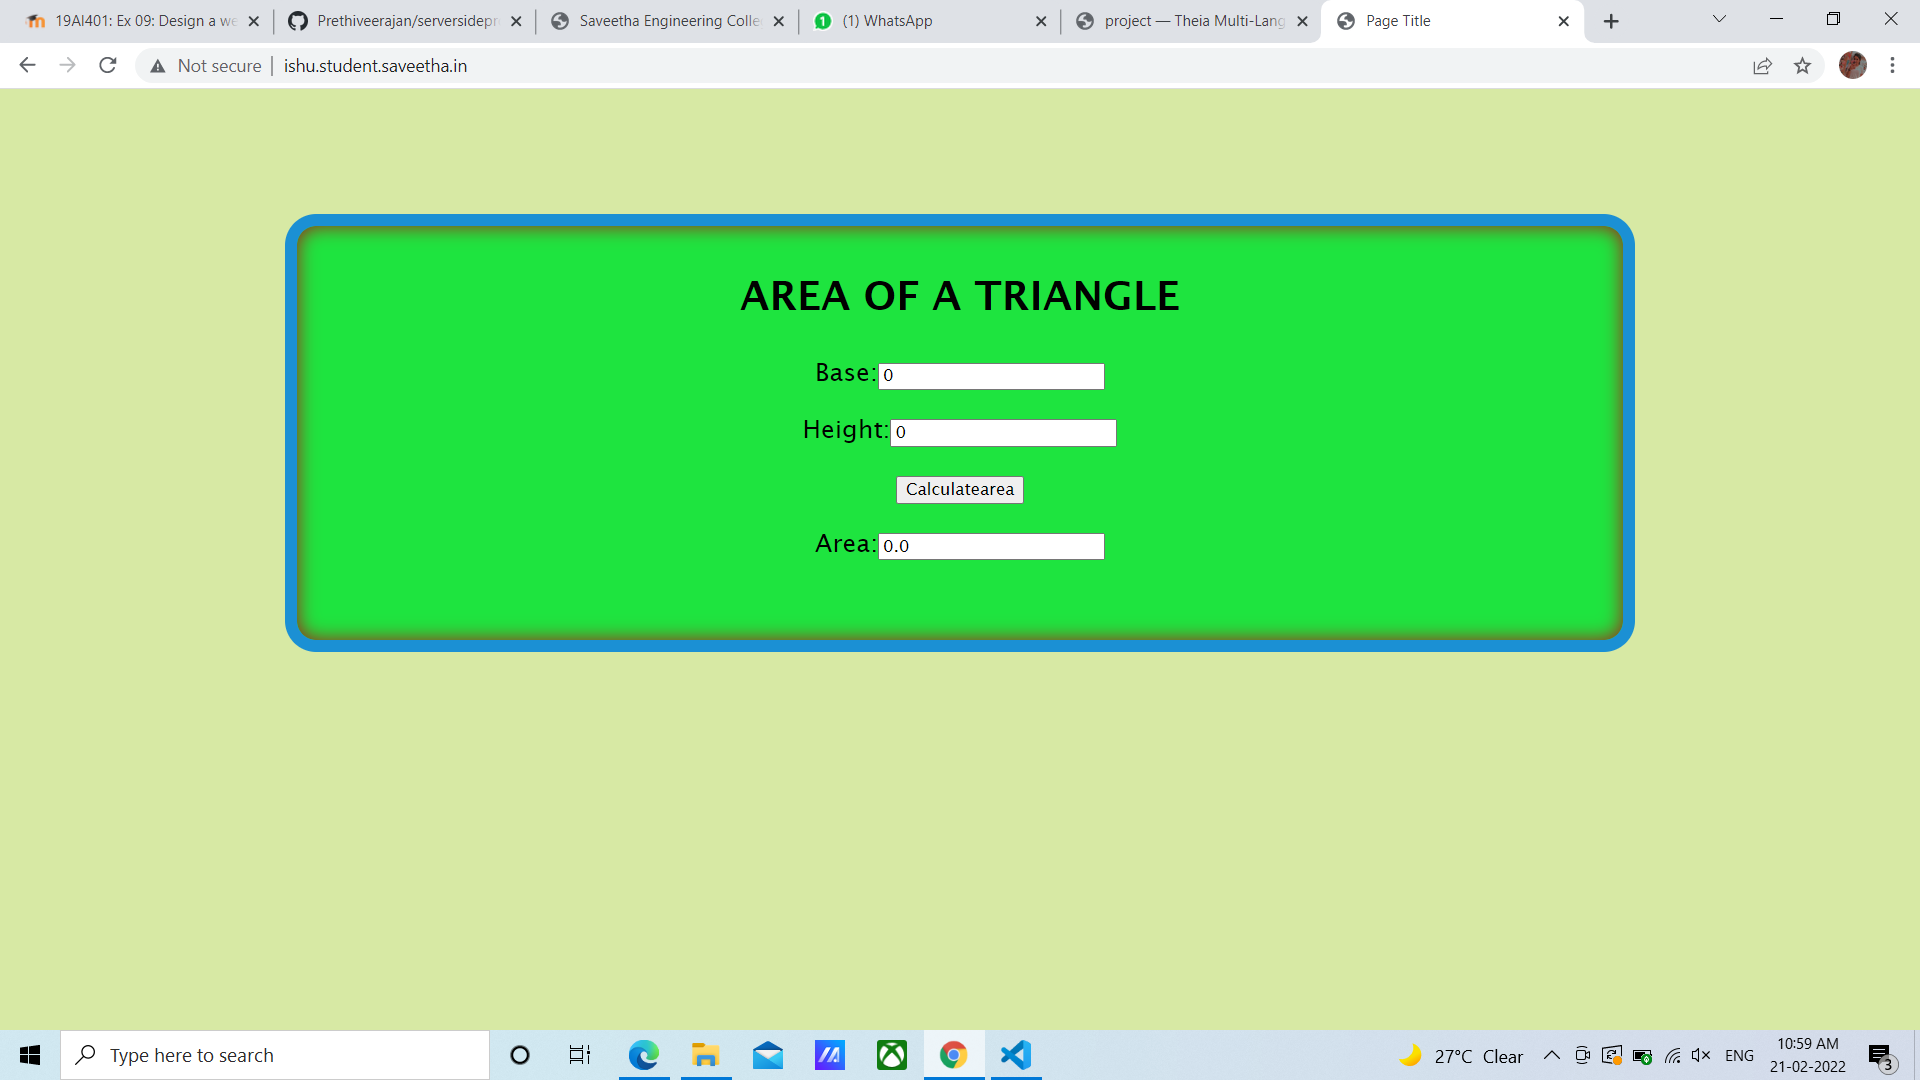 19AI401: Ex 09: Design a we
Prethiveerajan/serversidepr
Saveetha Engineering Colle
(1) WhatsApp
project — Theia Multi-Lang
Page Title
Not secure
ishu.student.saveetha.in
AREA OF A TRIANGLE
Base: 0
Height: 0
Calculatearea
Area: 0.0
Type here to search
27°C Clear
ENG
10:59 AM
21-02-2022
3